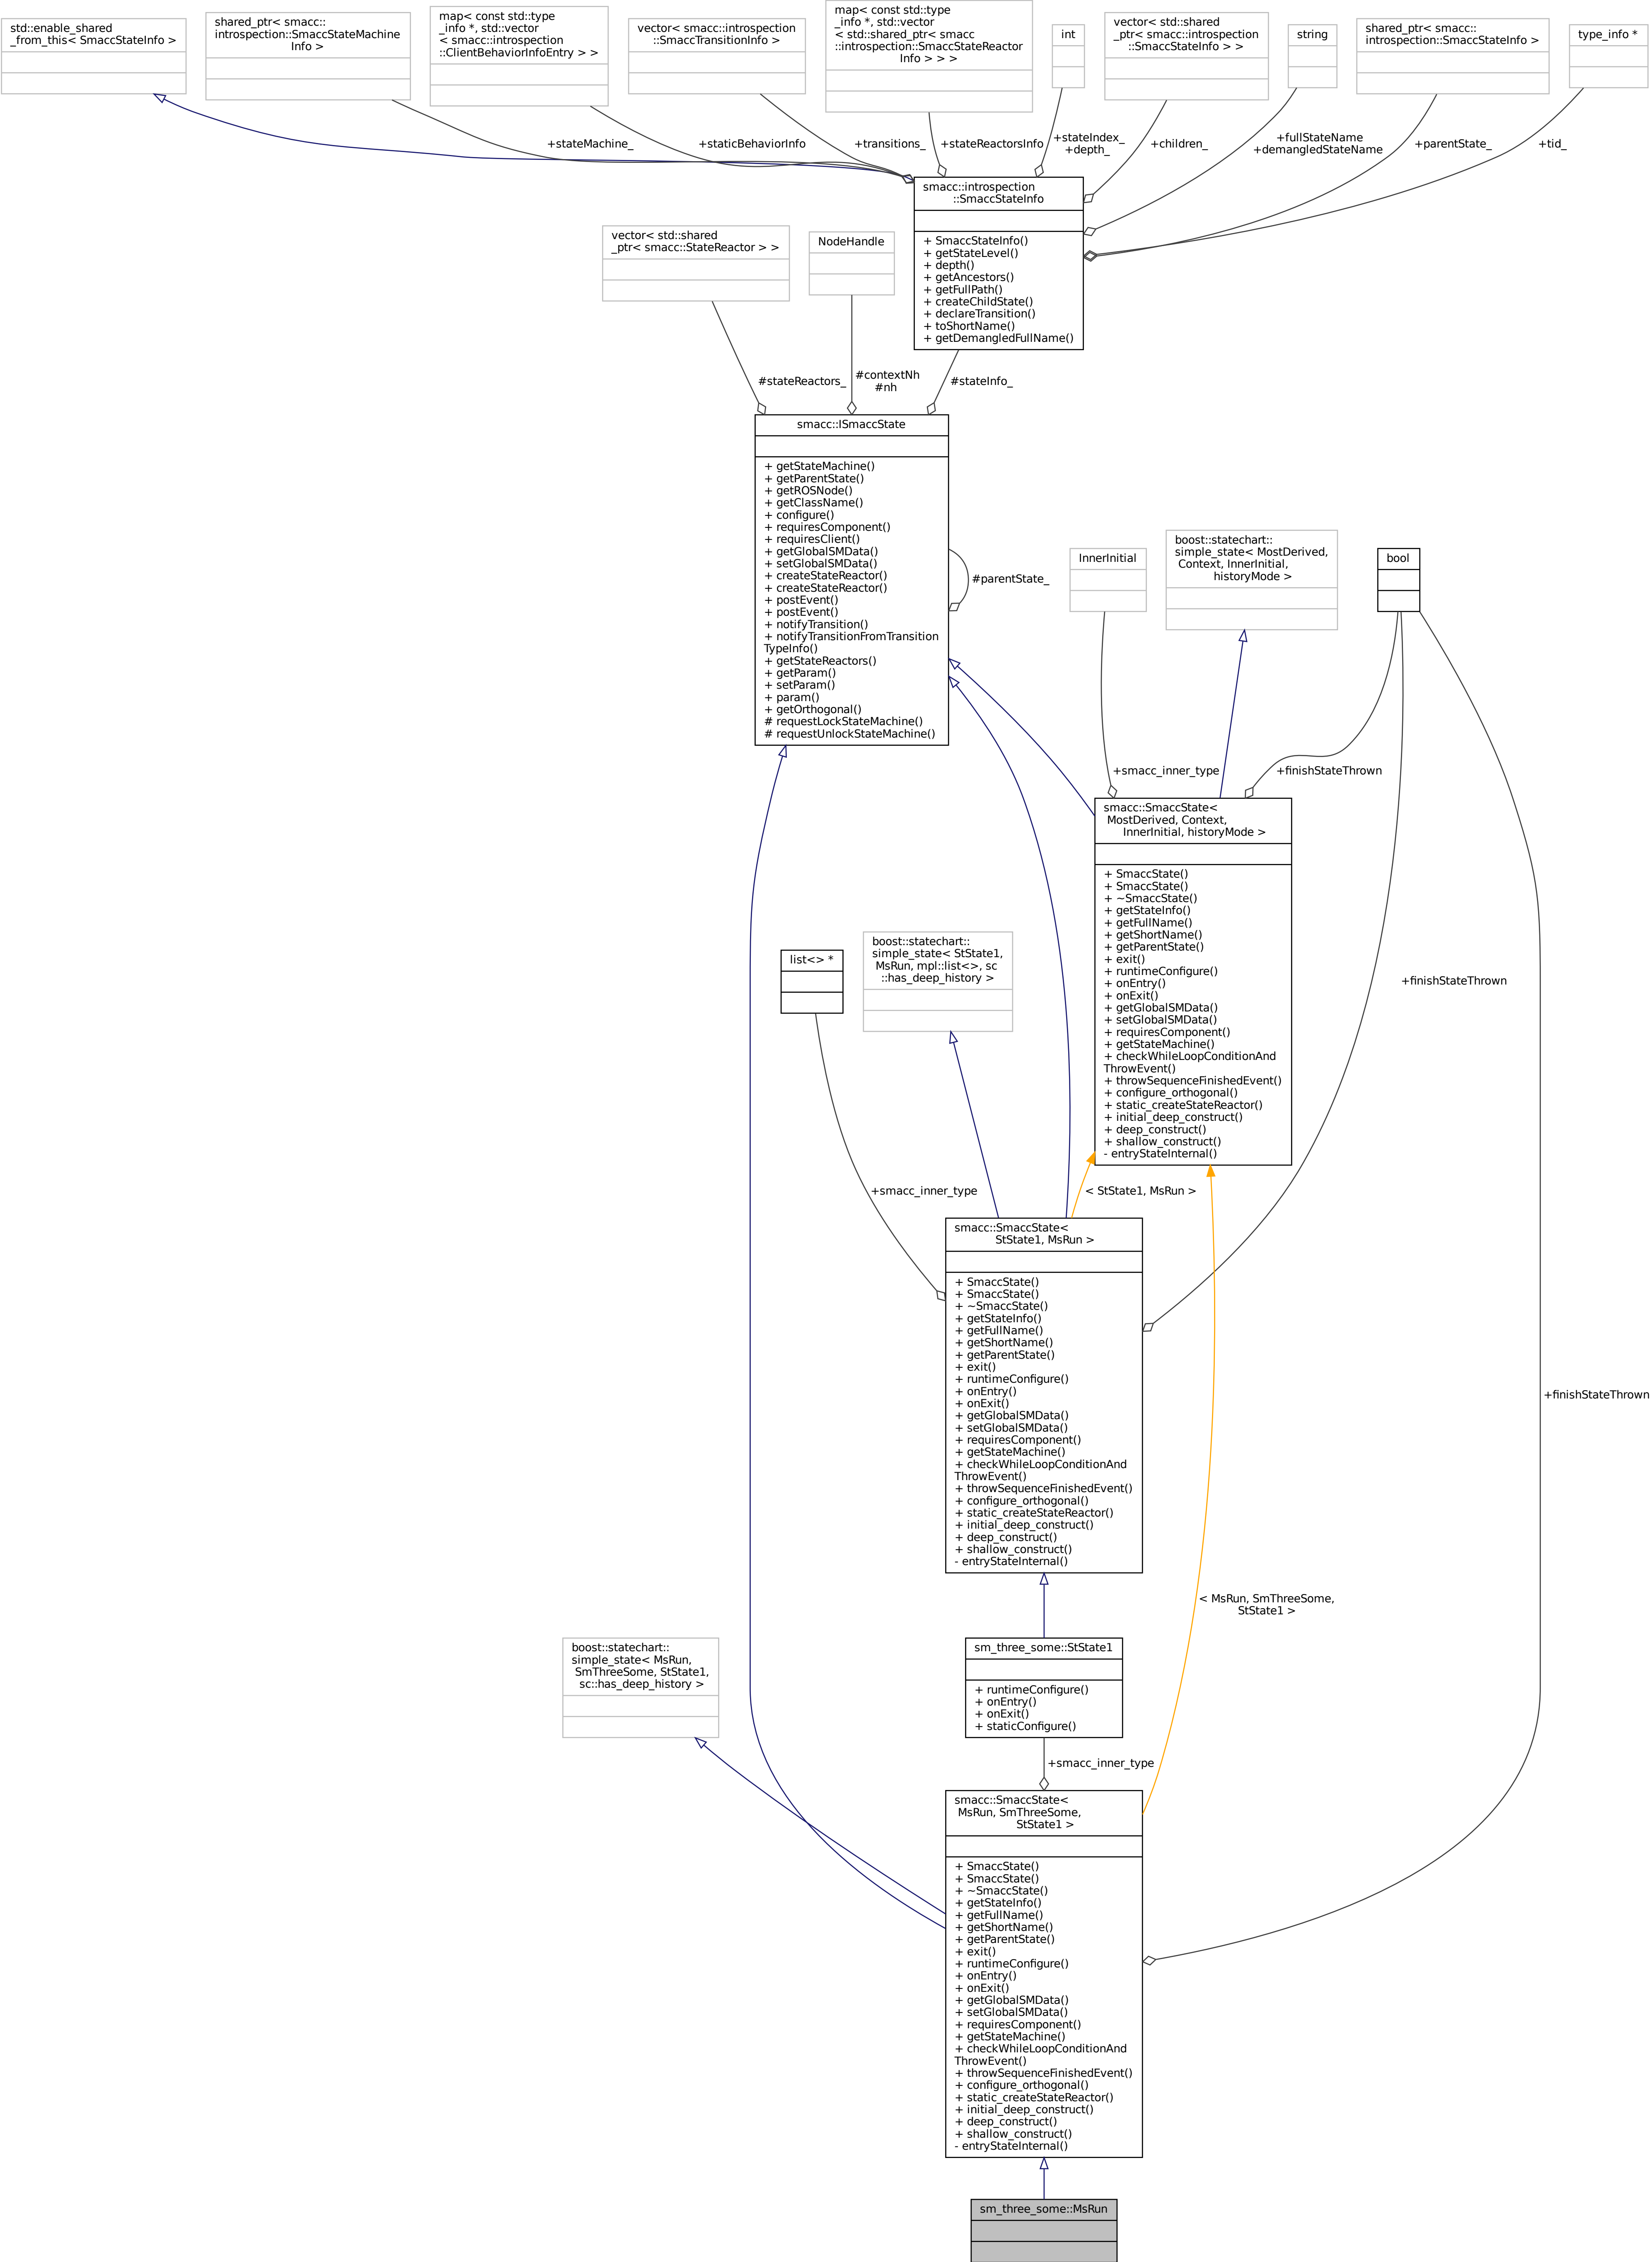 std::enable_shared
_from_this< SmaccStateInfo >
shared_ptr< smacc::
introspection::SmaccStateMachine
Info >
map< const std::type
_info *, std::vector
< smacc::introspection
::ClientBehaviorInfoEntry > >
vector< smacc::introspection
::SmaccTransitionInfo >
map< const std::type
_info *, std::vector
< std::shared_ptr< smacc
::introspection::SmaccStateReactor
Info > > >
int
vector< std::shared
_ptr< smacc::introspection
::SmaccStateInfo > >
string
shared_ptr< smacc::
introspection::SmaccStateInfo >
type_info *
+stateMachine_
+staticBehaviorInfo
+transitions_
+stateReactorsInfo
+stateIndex_
+depth_
+children_
+fullStateName
+demangledStateName
+parentState_
+tid_
smacc::introspection
::SmaccStateInfo
+ SmaccStateInfo()
+ getStateLevel()
+ depth()
+ getAncestors()
+ getFullPath()
+ createChildState()
+ declareTransition()
+ toShortName()
+ getDemangledFullName()
vector< std::shared
_ptr< smacc::StateReactor > >
NodeHandle
#stateReactors_
#contextNh
#nh
#stateInfo_
smacc::ISmaccState
+ getStateMachine()
+ getParentState()
+ getROSNode()
+ getClassName()
+ configure()
+ requiresComponent()
+ requiresClient()
+ getGlobalSMData()
+ setGlobalSMData()
+ createStateReactor()
+ createStateReactor()
+ postEvent()
+ postEvent()
+ notifyTransition()
+ notifyTransitionFromTransition
TypeInfo()
+ getStateReactors()
+ getParam()
+ setParam()
+ param()
+ getOrthogonal()
# requestLockStateMachine()
# requestUnlockStateMachine()
#parentState_
InnerInitial
boost::statechart::
simple_state< MostDerived,
Context, InnerInitial,
historyMode >
bool
+smacc_inner_type
+finishStateThrown
smacc::SmaccState<
MostDerived, Context,
InnerInitial, historyMode >
+ SmaccState()
+ SmaccState()
+ ~SmaccState()
+ getStateInfo()
+ getFullName()
+ getShortName()
+ getParentState()
+ exit()
+ runtimeConfigure()
+ onEntry()
+ onExit()
+ getGlobalSMData()
+ setGlobalSMData()
+ requiresComponent()
+ getStateMachine()
+ checkWhileLoopConditionAnd
ThrowEvent()
+ throwSequenceFinishedEvent()
+ configure_orthogonal()
+ static_createStateReactor()
+ initial_deep_construct()
+ deep_construct()
+ shallow_construct()
- entryStateInternal()
list<> *
boost::statechart::
simple_state< StState1,
MsRun, mpl::list<>, sc
::has_deep_history >
+finishStateThrown
+smacc_inner_type
< StState1, MsRun >
smacc::SmaccState<
StState1, MsRun >
+ SmaccState()
+ SmaccState()
+ ~SmaccState()
+ getStateInfo()
+ getFullName()
+ getShortName()
+ getParentState()
+ exit()
+ runtimeConfigure()
+ onEntry()
+ onExit()
+ getGlobalSMData()
+ setGlobalSMData()
+ requiresComponent()
+ getStateMachine()
+ checkWhileLoopConditionAnd
ThrowEvent()
+ throwSequenceFinishedEvent()
+ configure_orthogonal()
+ static_createStateReactor()
+ initial_deep_construct()
+ deep_construct()
+ shallow_construct()
- entryStateInternal()
+finishStateThrown
< MsRun, SmThreeSome,
StState1 >
boost::statechart::
simple_state< MsRun,
SmThreeSome, StState1,
sc::has_deep_history >
sm_three_some::StState1
+ runtimeConfigure()
+ onEntry()
+ onExit()
+ staticConfigure()
+smacc_inner_type
smacc::SmaccState<
MsRun, SmThreeSome,
StState1 >
+ SmaccState()
+ SmaccState()
+ ~SmaccState()
+ getStateInfo()
+ getFullName()
+ getShortName()
+ getParentState()
+ exit()
+ runtimeConfigure()
+ onEntry()
+ onExit()
+ getGlobalSMData()
+ setGlobalSMData()
+ requiresComponent()
+ getStateMachine()
+ checkWhileLoopConditionAnd
ThrowEvent()
+ throwSequenceFinishedEvent()
+ configure_orthogonal()
+ static_createStateReactor()
+ initial_deep_construct()
+ deep_construct()
+ shallow_construct()
- entryStateInternal()
sm_three_some::MsRun